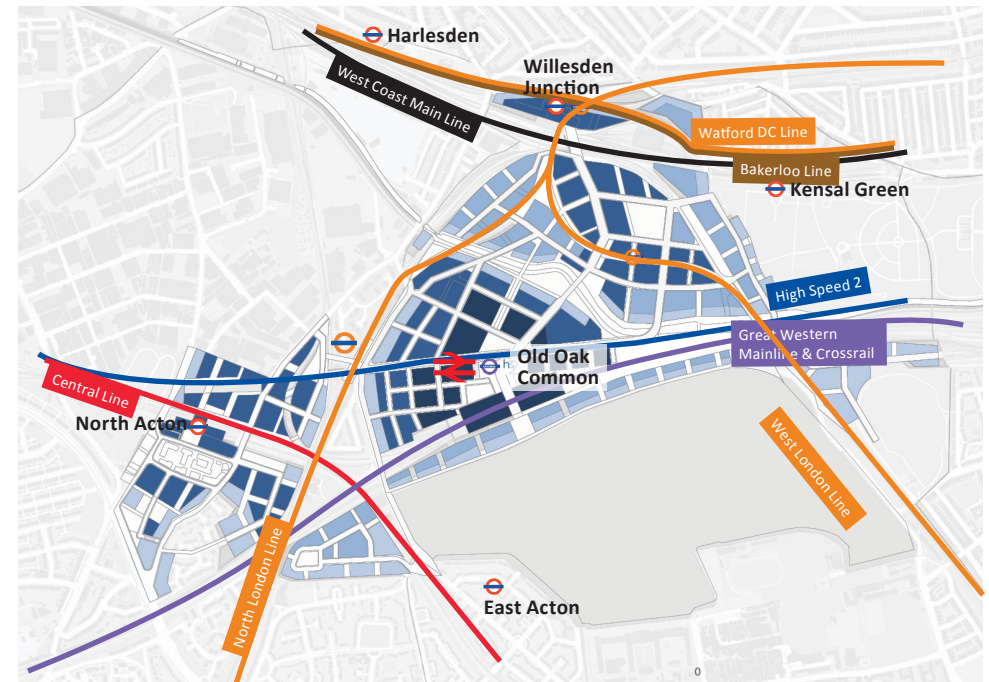 Harlesden
Willesden
Junction
West Coast Main Line
Watford DC Line
Bakerloo Line
Kensal Green
High Speed 2
Great Western
Mainline & Crossrail
Old Oak
Common
h
Central Line
North Acton
West London Line
North London Line
East Acton
0